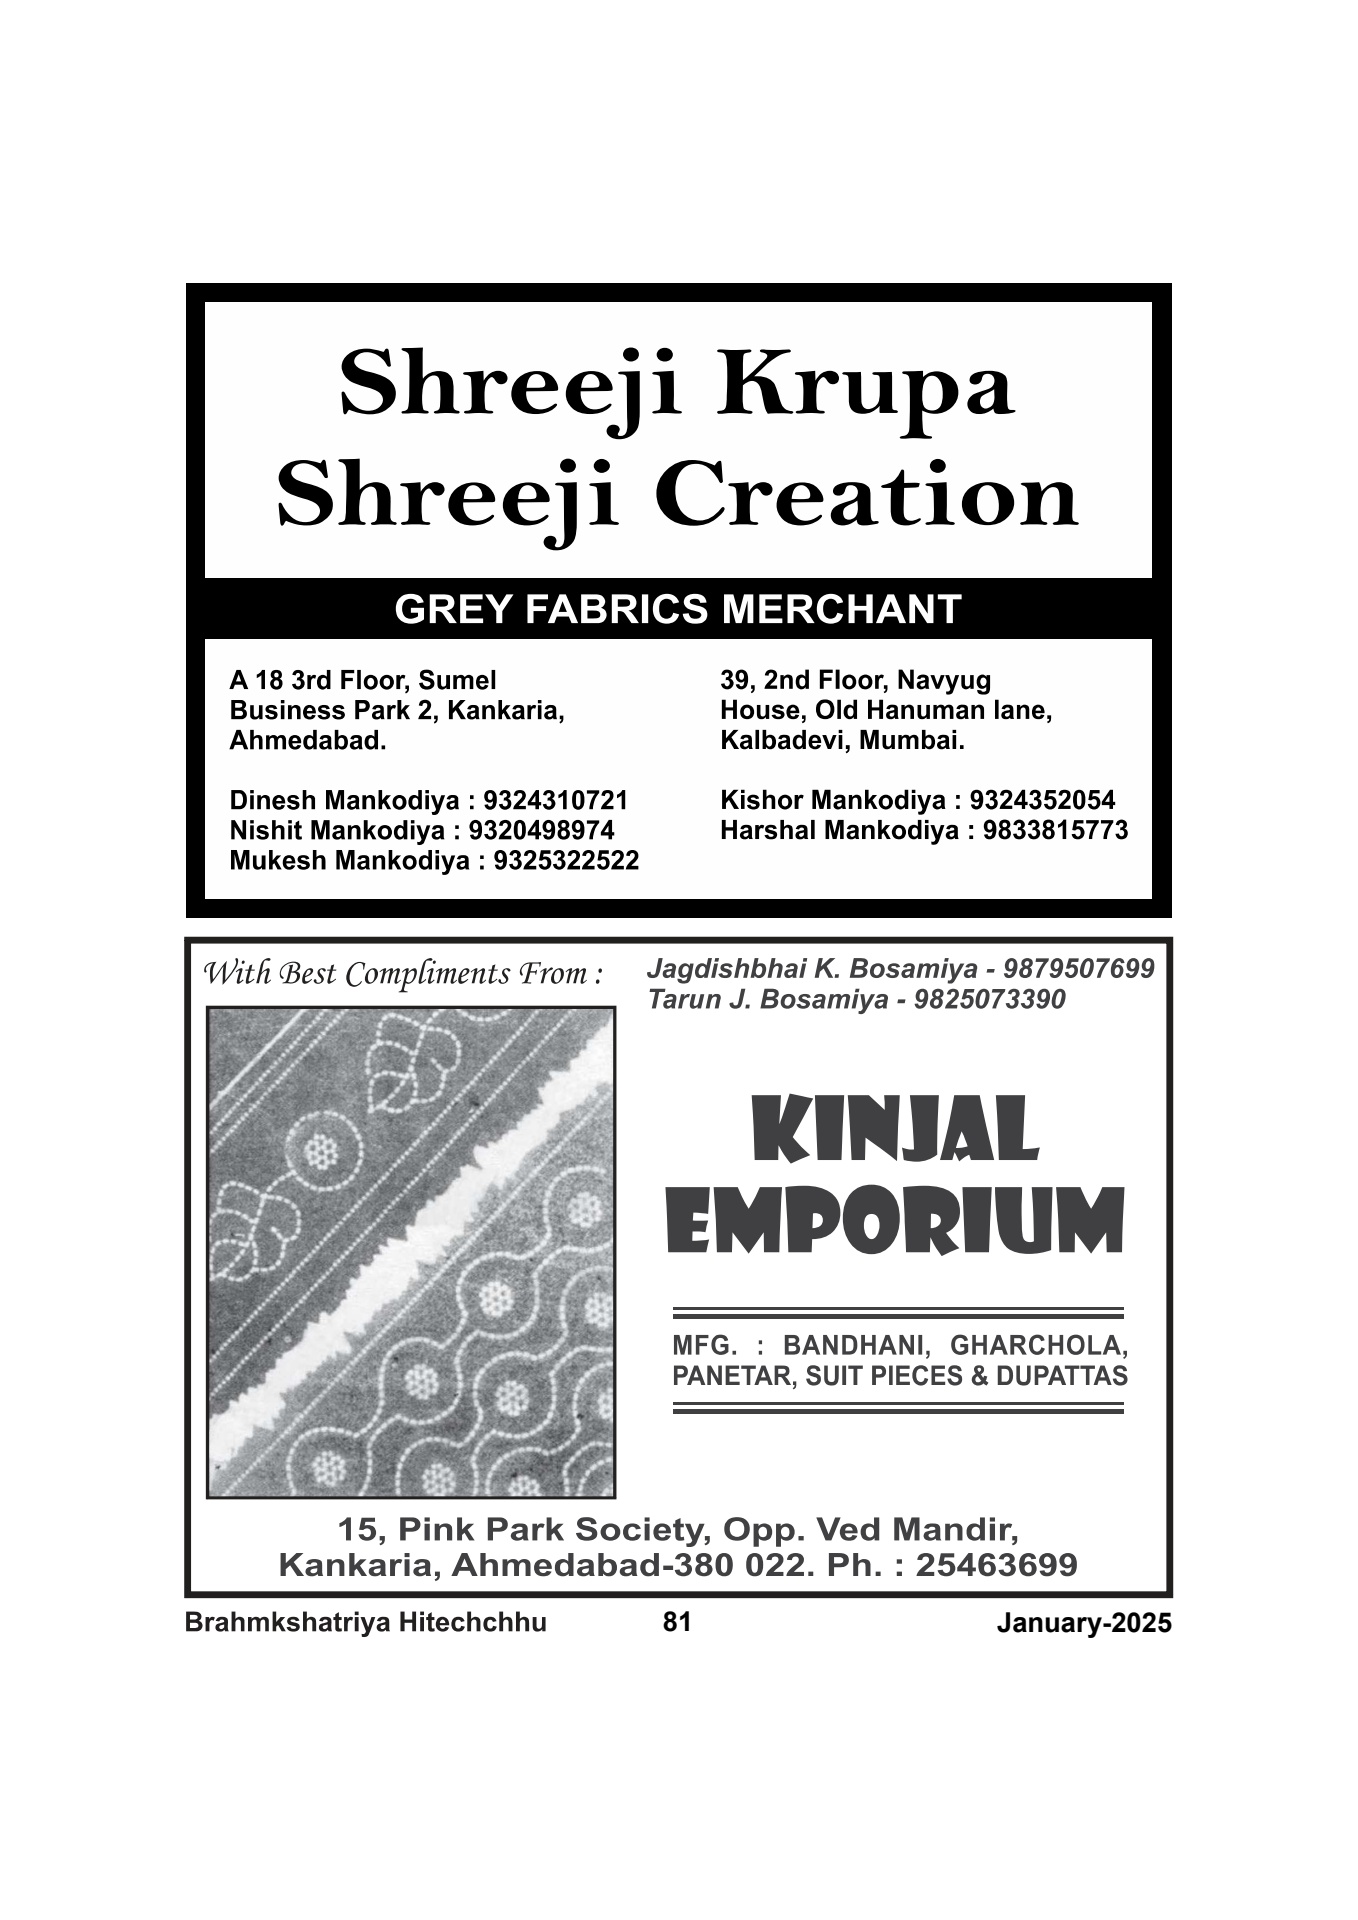 Shreeji Krupa
Shreeji Creation
GREY FABRICS MERCHANT
A 18 3rd Floor, Sumel
Business Park 2, Kankaria,
Ahmedabad.
Dinesh Mankodiya : 9324310721
Nishit Mankodiya : 9320498974
Mukesh Mankodiya : 9325322522
39, 2nd Floor, Navyug
House, Old Hanuman lane,
Kalbadevi, Mumbai.
Kishor Mankodiya : 9324352054
Harshal Mankodiya : 9833815773
With Best Compliments From :
Jagdishbhai K. Bosamiya - 9879507699
Tarun J. Bosamiya - 9825073390
KINJAL
EMPORIUM
MFG. : BANDHANI, GHARCHOLA,
PANETAR, SUIT PIECES & DUPATTAS
15, Pink Park Society, Opp. Ved Mandir,
Kankaria, Ahmedabad-380 022. Ph. : 25463699
Brahmkshatriya Hitechchhu 81 January-2025